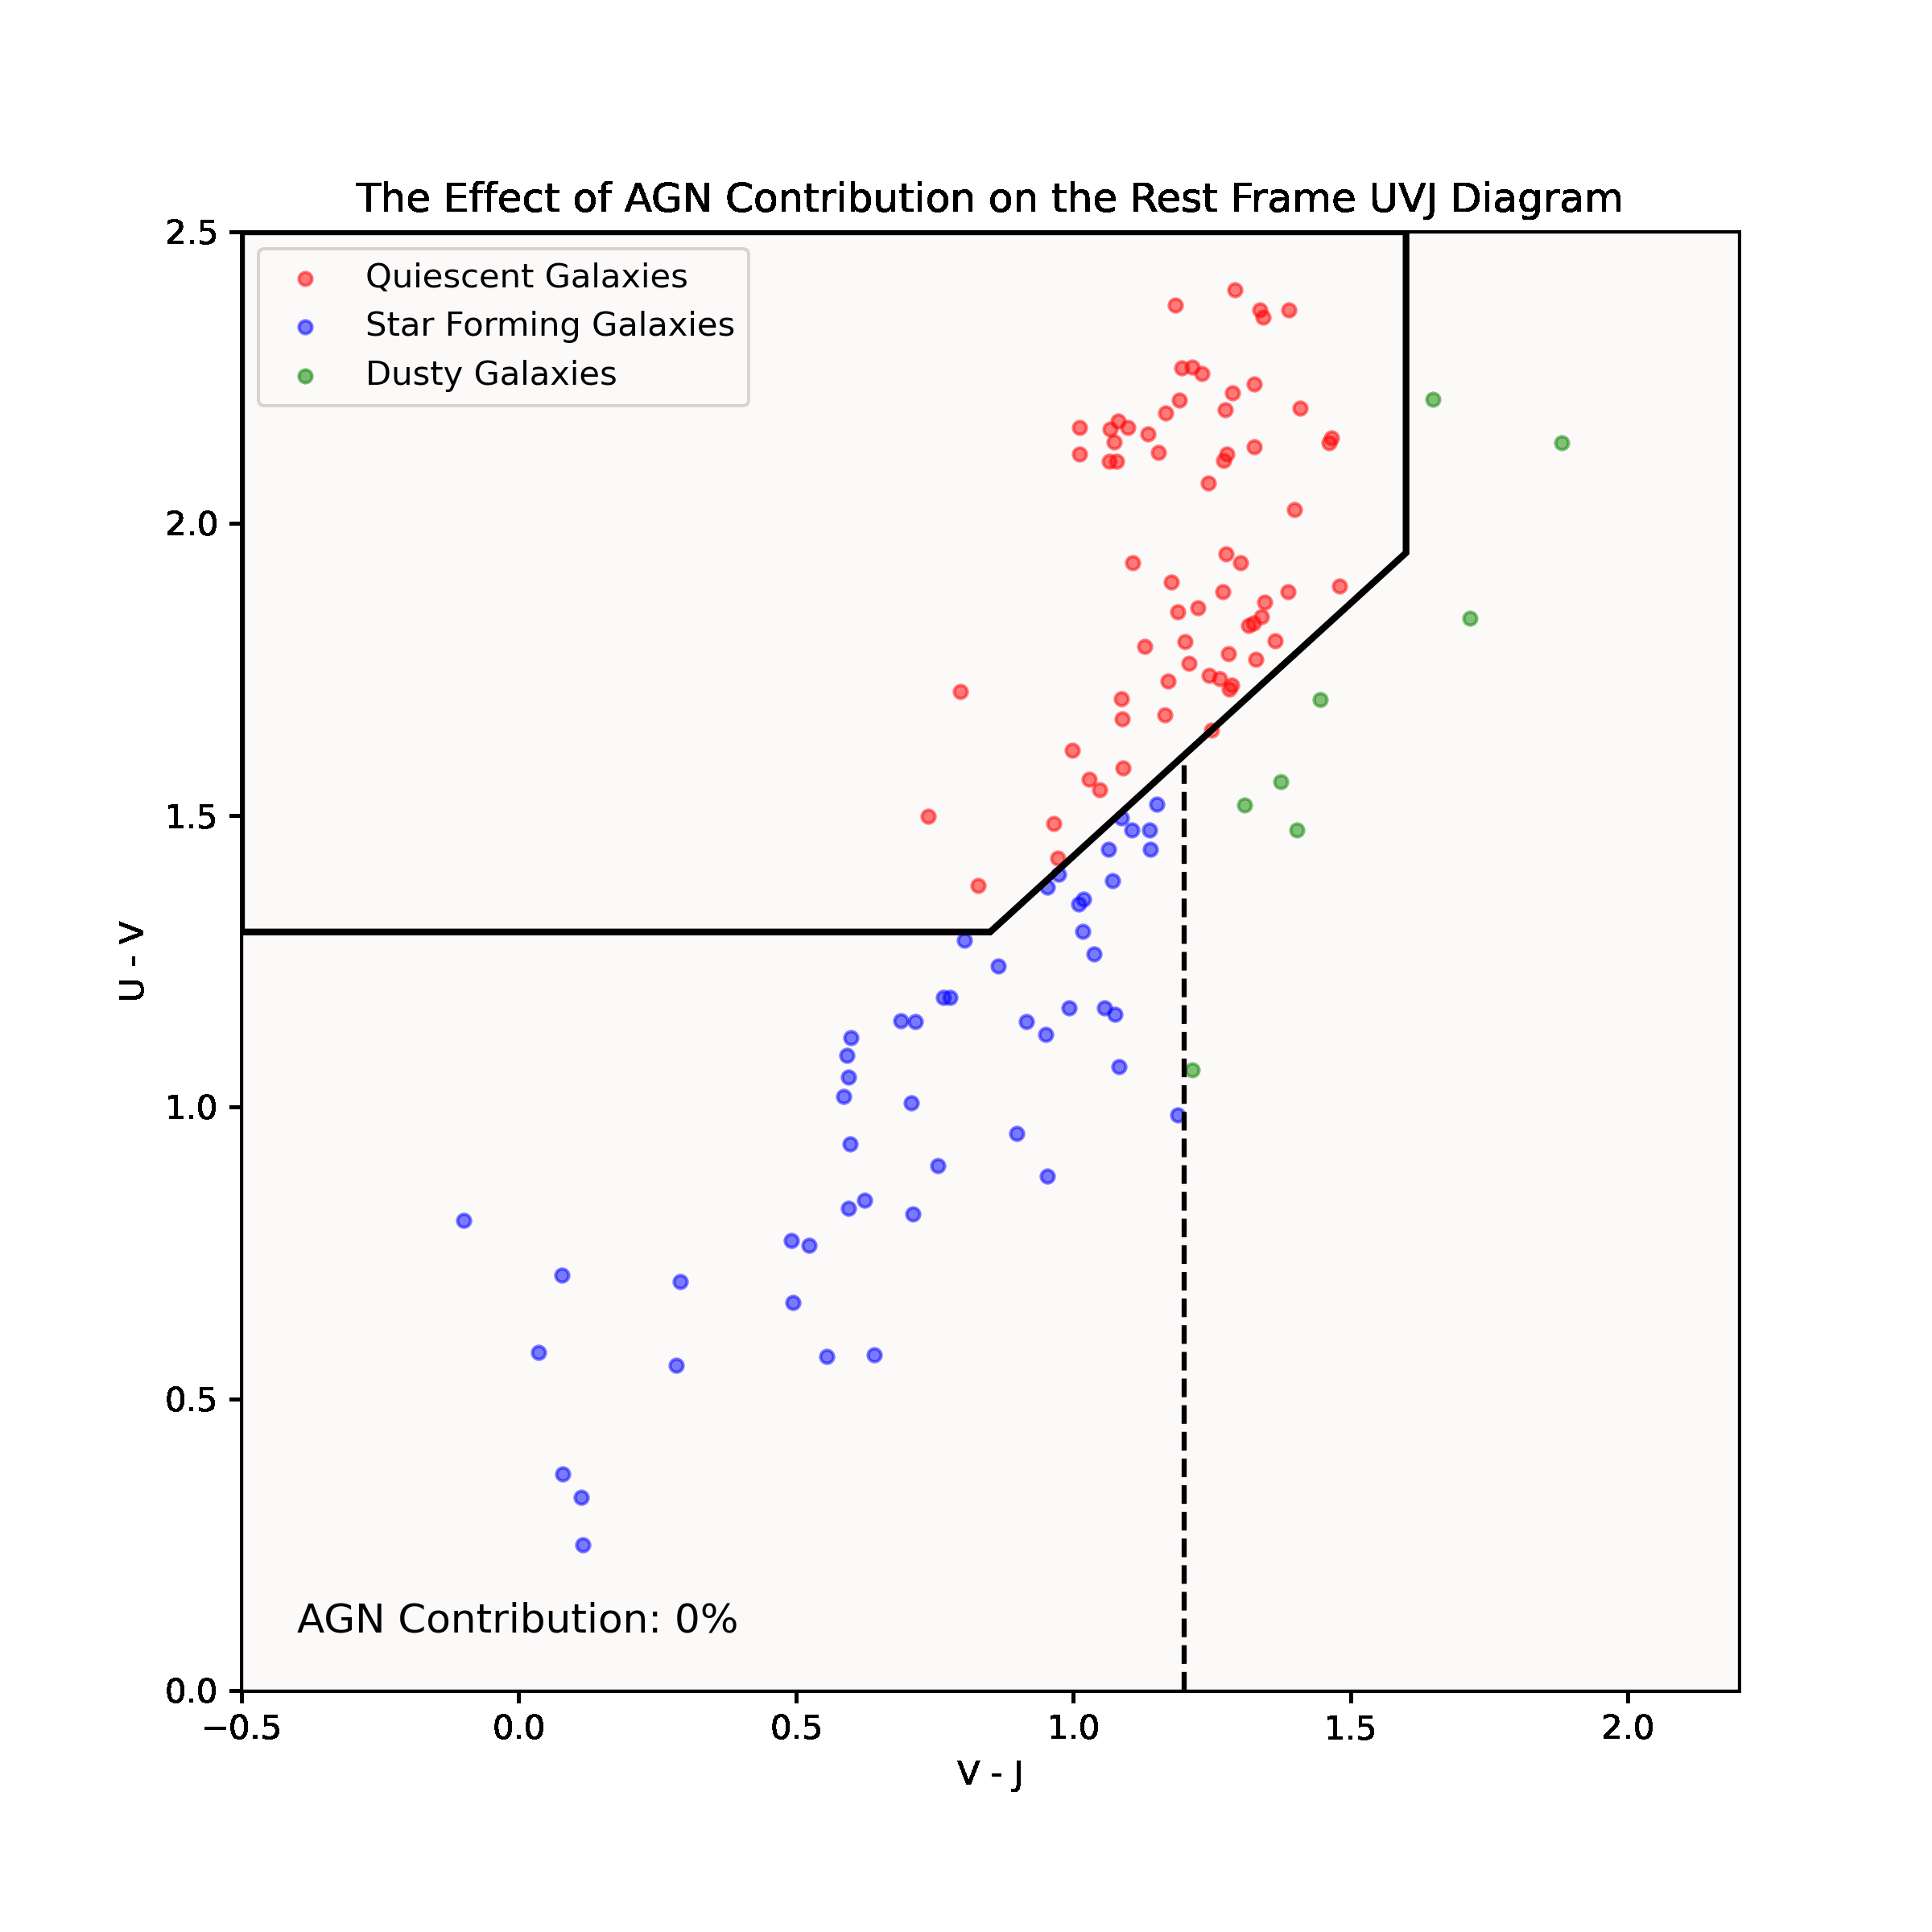 The Effect of AGN Contribution on the Rest Frame UVJ Diagram
Quiescent Galaxies
Star Forming Galaxies
Dusty Galaxies
2.5
2.0
1.5
1.0
0.5
0.0
U - V
AGN Contribution: 0%
−0.5 0.0 0.5 1.0 1.5 2.0
V - J